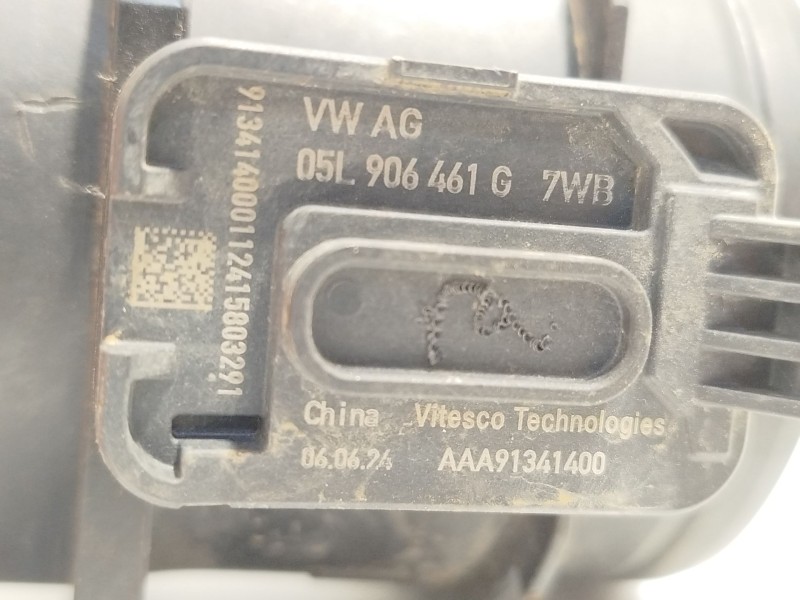 VW AG
05L 906 461 G 7WB
913414000112415803291
China Vitesco Technologies
06.06.24 AAA91341400